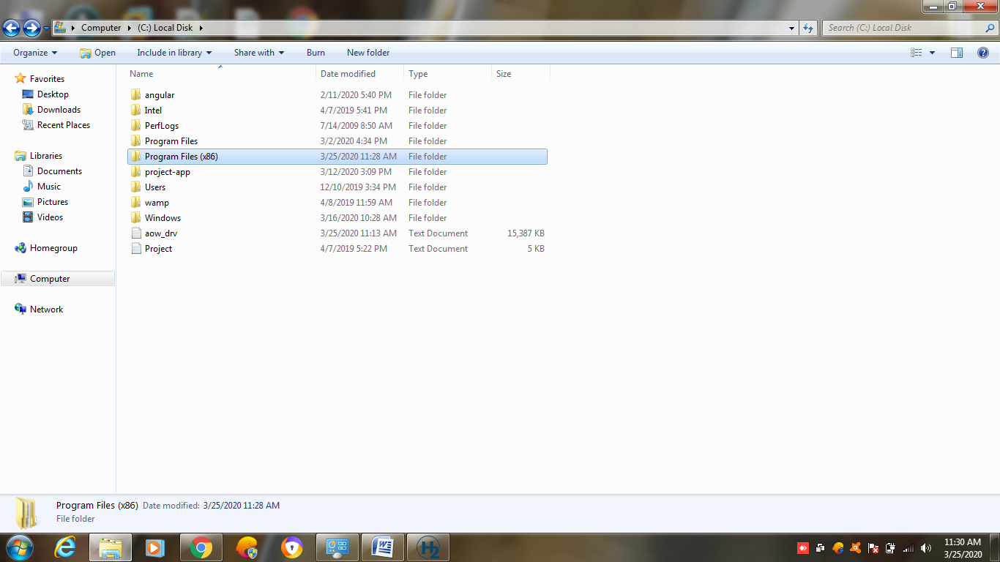 Computer (C:) Local Disk
Search (C:) Local Disk
Organize Open Include in library Share with Burn New folder
Name Date modified Type Size
Favorites
Desktop
Downloads
Recent Places
Libraries
Documents
Music
Pictures
Videos
Homegroup
Computer
Network
angular 2/11/2020 5:40 PM File folder
Intel 4/7/2019 5:41 PM File folder
PerfLogs 7/14/2009 8:50 AM File folder
Program Files 3/2/2020 4:34 PM File folder
Program Files (x86) 3/25/2020 11:28 AM File folder
project-app 3/12/2020 3:09 PM File folder
Users 12/10/2019 3:34 PM File folder
wamp 4/8/2019 11:59 AM File folder
Windows 3/16/2020 10:28 AM File folder
aow_drv 3/25/2020 11:13 AM Text Document 15,387 KB
Project 4/7/2019 5:22 PM Text Document 5 KB
Program Files (x86) Date modified: 3/25/2020 11:28 AM
File folder
H2
11:30 AM
3/25/2020